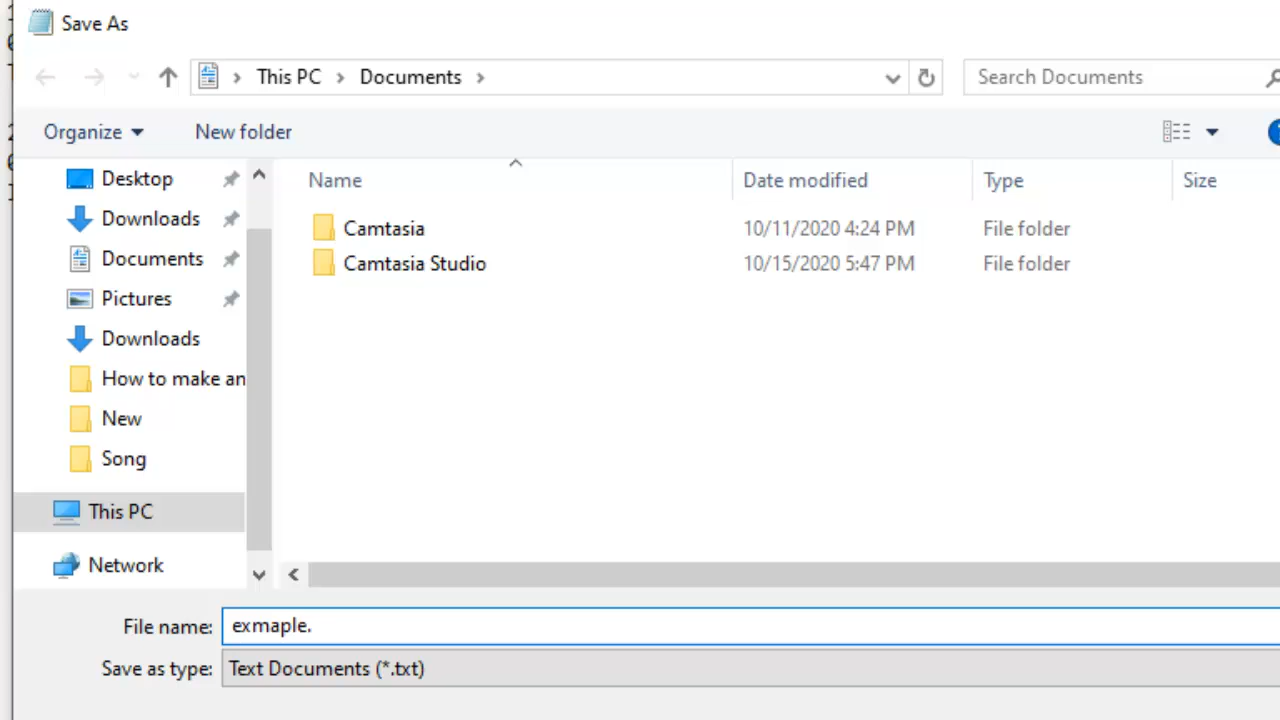 Save As
This PC > Documents >
Search Documents
Organize
New folder
Name
Date modified
Type
Size
Desktop
Downloads
Documents
Pictures
Downloads
How to make an
New
Song
This PC
Network
Camtasia 10/11/2020 4:24 PM File folder
Camtasia Studio 10/15/2020 5:47 PM File folder
File name: exmaple.
Save as type: Text Documents (*.txt)